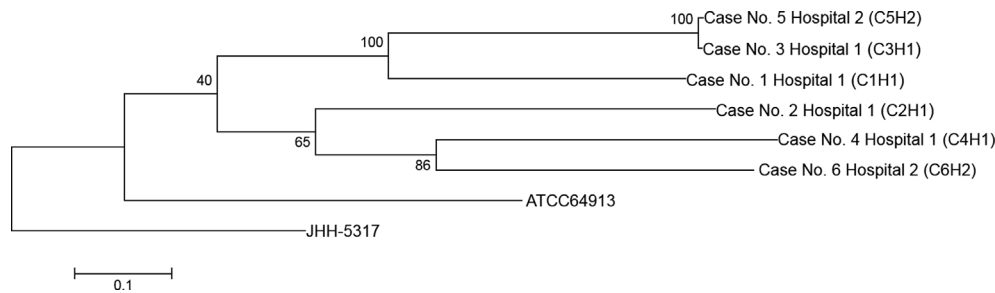 100
Case No. 5 Hospital 2 (C5H2)
100
Case No. 3 Hospital 1 (C3H1)
40
Case No. 1 Hospital 1 (C1H1)
Case No. 2 Hospital 1 (C2H1)
65
Case No. 4 Hospital 1 (C4H1)
86
Case No. 6 Hospital 2 (C6H2)
ATCC64913
JHH-5317
0.1